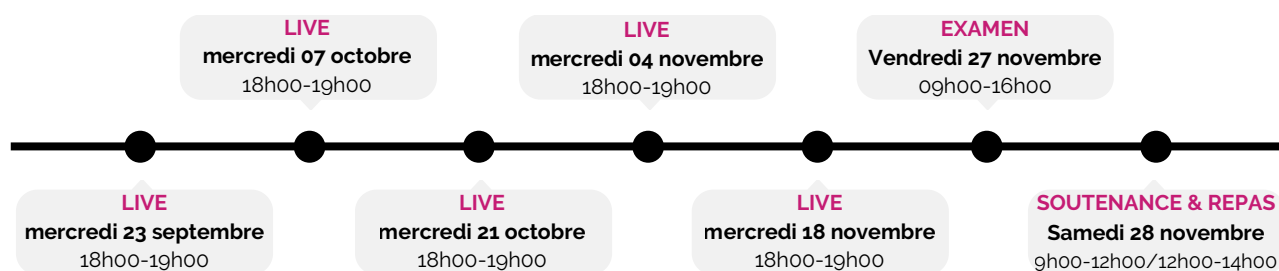 LIVE
mercredi 23 septembre
18h00-19h00
LIVE
mercredi 07 octobre
18h00-19h00
LIVE
mercredi 21 octobre
18h00-19h00
LIVE
mercredi 04 novembre
18h00-19h00
LIVE
mercredi 18 novembre
18h00-19h00
EXAMEN
Vendredi 27 novembre
09h00-16h00
SOUTENANCE & REPAS
Samedi 28 novembre
9h00-12h00/12h00-14h00